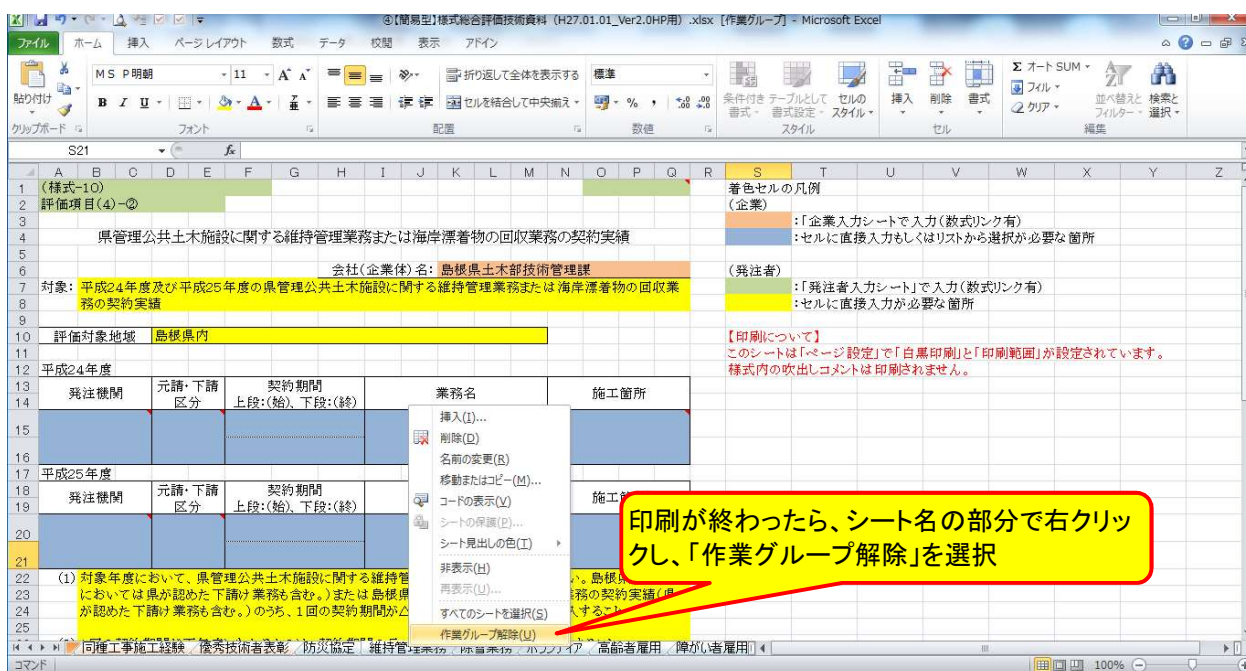 ④【簡易型】様式総合評価技術資料（H27.01.01_Ver2.0HP用）.xlsx [作業グループ] - Microsoft Excel
ファイル ホーム 挿入 ページ レイアウト 数式 データ 校閲 表示 アドイン
貼り付け
MS P明朝 11 A A
折り返して全体を表示する
標準
B I U
セルを結合して中央揃え
% ,
条件付き書式 テーブルとして書式設定 セルのスタイル
挿入 削除 書式
Σ オート SUM
フィル
クリア
並べ替えとフィルター 検索と選択
クリップボード フォント 配置 数値 スタイル セル 編集
S21 fx
A B C D E F G H I J K L M N O P Q R S T U V W X Y Z
1 (様式-10) 着色セルの凡例
2 評価項目(4)-② (企業)
3 :「企業入力シートで入力(数式リンク有)
4 県管理公共土木施設に関する維持管理業務または海岸漂着物の回収業務の契約実績 :セルに直接入力もしくはリストから選択が必要な箇所
5
6 会社(企業体)名: 島根県土木部技術管理課 (発注者)
7 対象: 平成24年度及び平成25年度の県管理公共土木施設に関する維持管理業務または海岸漂着物の回収業 :「発注者入力シート」で入力(数式リンク有)
8 務の契約実績 :セルに直接入力が必要な箇所
9
10 評価対象地域 島根県内 【印刷について】
11 このシートは「ページ設定」で「白黒印刷」と「印刷範囲」が設定されています。
12 平成24年度 様式内の吹出しコメントは印刷されません。
13 発注機関 元請・下請 契約期間 業務名 施工箇所
14 区分 上段:(始)、下段:(終)
15
16
17 平成25年度
18 発注機関 元請・下請 契約期間
19 区分 上段:(始)、下段:(終)
20
21
22 (1) 対象年度において、県管理公共土木施設に関する維持管
23 においては県が認めた下請け業務も含む。)または島根県
24 が認めた下請け業務も含む。)のうち、1回の契約期間が
25
挿入(I)...
削除(D)
名前の変更(R)
移動またはコピー(M)...
コードの表示(V)
シートの保護(P)...
シート見出しの色(T)
非表示(H)
再表示(U)...
すべてのシートを選択(S)
作業グループ解除(U)
印刷が終わったら、シート名の部分で右クリッ
クし、「作業グループ解除」を選択
同種工事施工経験 優秀技術者表彰 防災協定 維持管理業務 除雪業務 ボランティア 高齢者雇用 障がい者雇用
コマンド 100%